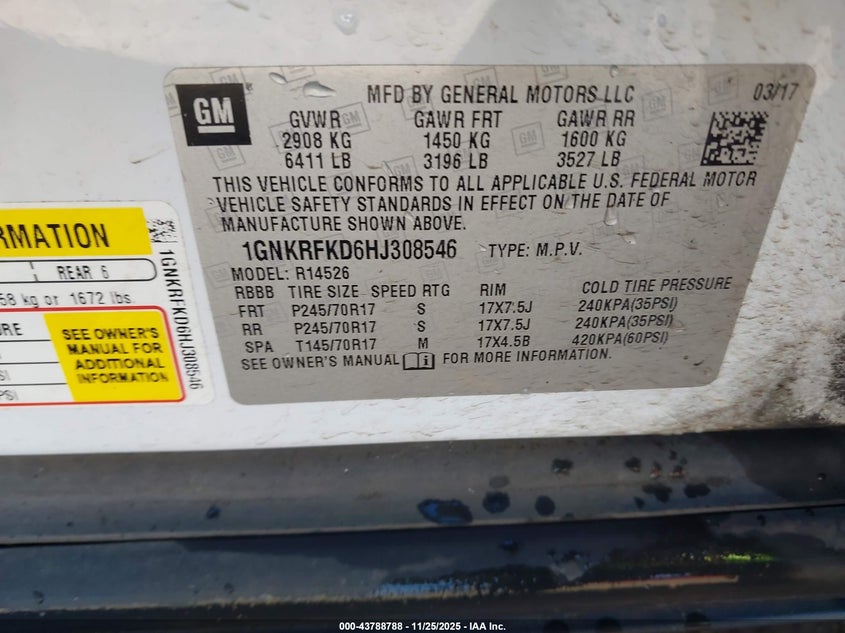 GM
MFD BY GENERAL MOTORS LLC 03/17
GVWR GAWR FRT GAWR RR
2908 KG 1450 KG 1600 KG
6411 LB 3196 LB 3527 LB
THIS VEHICLE CONFORMS TO ALL APPLICABLE U.S. FEDERAL MOTOR
VEHICLE SAFETY STANDARDS IN EFFECT ON THE DATE OF
MANUFACTURE SHOWN ABOVE.
1GNKRFKD6HJ308546 TYPE: M.P.V.
MODEL: R14526
RBBB TIRE SIZE SPEED RTG RIM COLD TIRE PRESSURE
FRT P245/70R17 S 17X7.5J 240KPA(35PSI)
RR P245/70R17 S 17X7.5J 240KPA(35PSI)
SPA T145/70R17 M 17X4.5B 420KPA(60PSI)
SEE OWNER'S MANUAL FOR MORE INFORMATION.
RMATION
REAR 6
58 kg or 1672 lbs.
URE
SEE OWNER'S
MANUAL FOR
ADDITIONAL
INFORMATION
PSI
1GNKRFKD6HJ308546
000-43788788 - 11/25/2025 - IAA Inc.